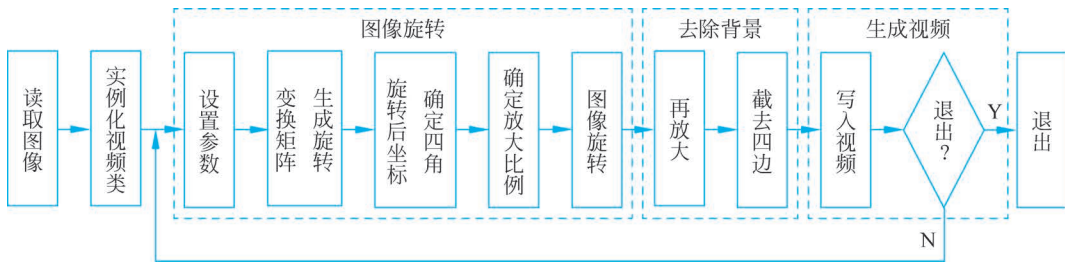 图像旋转
去除背景
生成视频
读取图像
实例化视频类
设置参数
生成旋转
变换矩阵
确定四角
旋转后坐标
确定放大比例
图像旋转
再放大
截去四边
写入视频
退出?
Y
退出
N